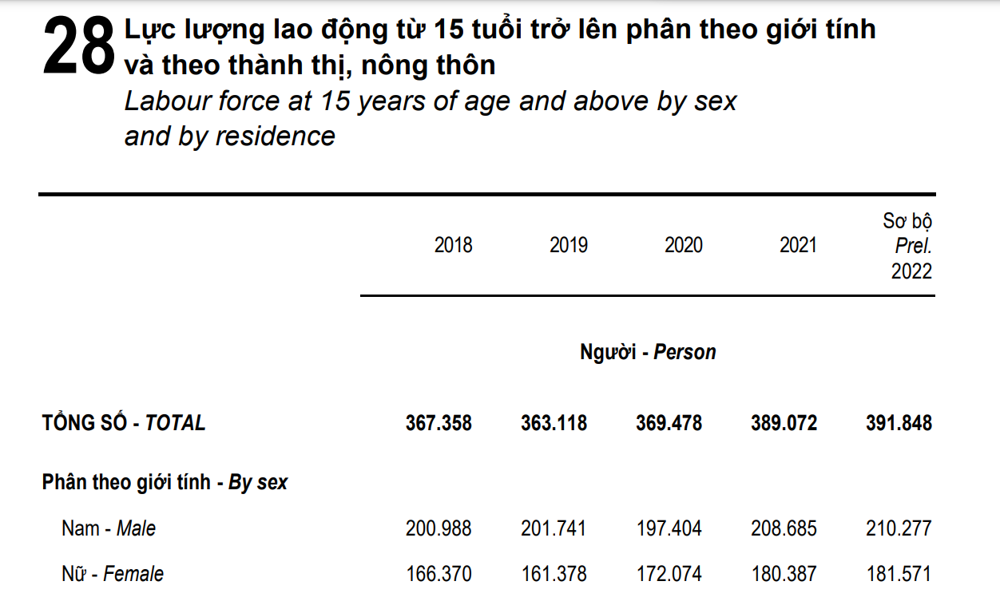 28 Lực lượng lao động từ 15 tuổi trở lên phân theo giới tính
và theo thành thị, nông thôn
Labour force at 15 years of age and above by sex
and by residence
Sơ bộ
2018 2019 2020 2021 Prel.
2022
Người - Person
TỔNG SỐ - TOTAL 367.358 363.118 369.478 389.072 391.848
Phân theo giới tính - By sex
Nam - Male 200.988 201.741 197.404 208.685 210.277
Nữ - Female 166.370 161.378 172.074 180.387 181.571